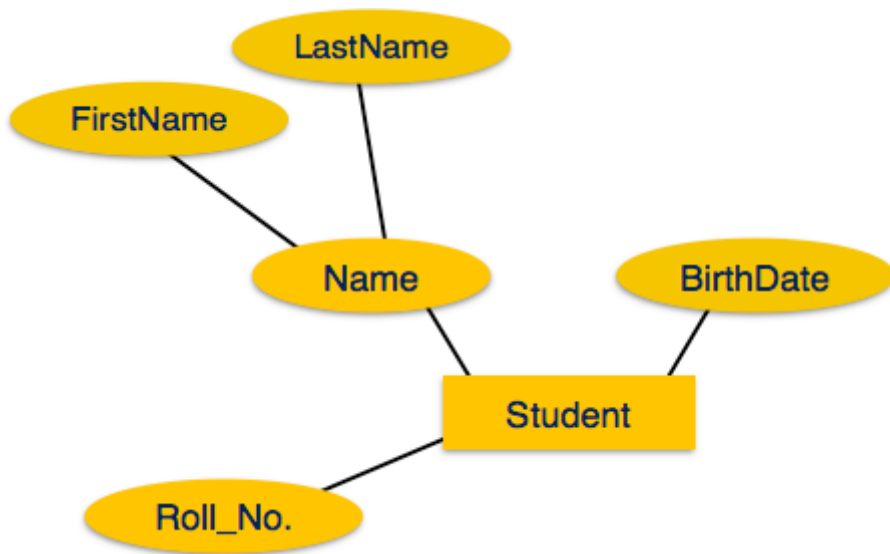 LastName
FirstName
Name
BirthDate
Student
Roll_No.